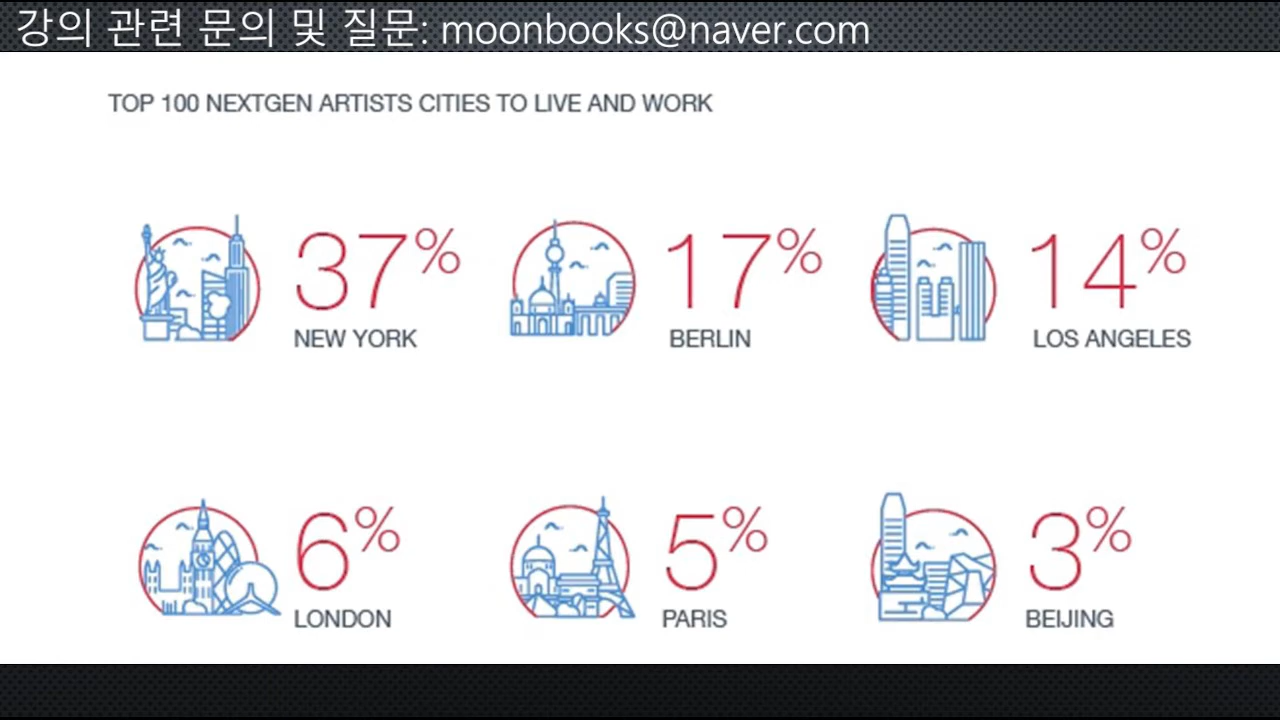 강의 관련 문의 및 질문: moonbooks@naver.com
TOP 100 NEXTGEN ARTISTS CITIES TO LIVE AND WORK
37% 17% 14%
NEW YORK BERLIN LOS ANGELES
6% 5% 3%
LONDON PARIS BEIJING